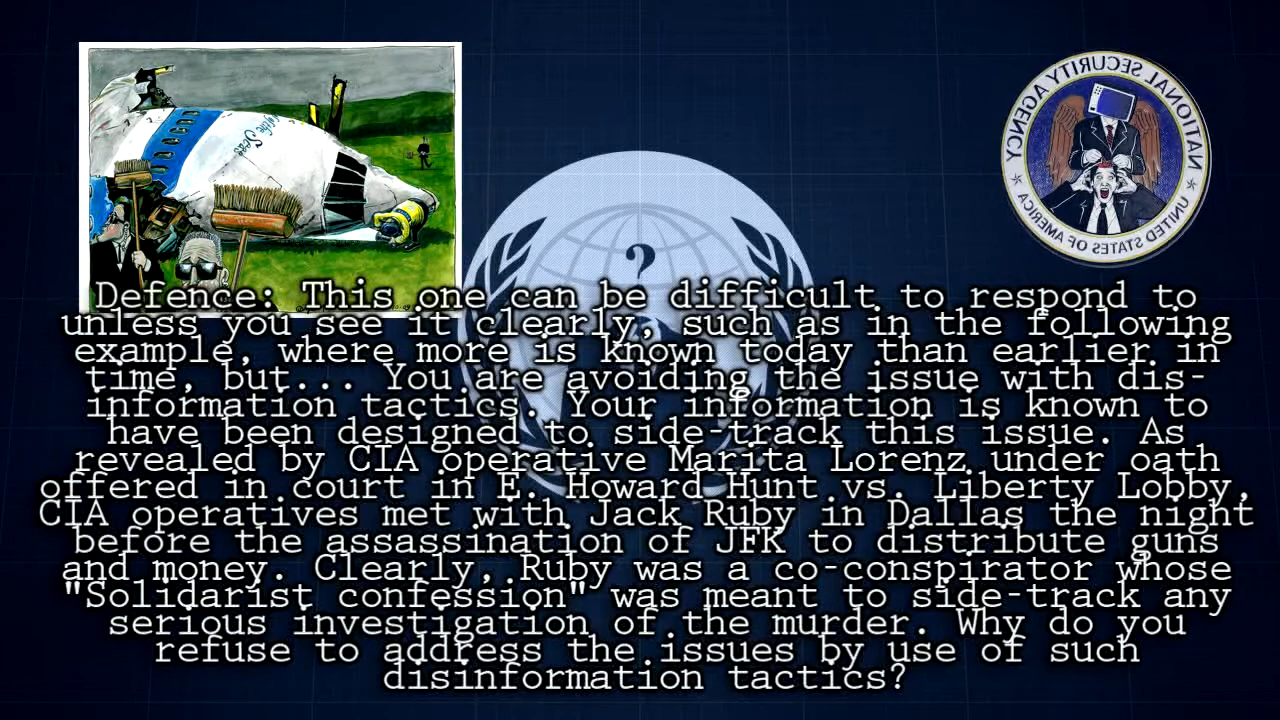 of the Seas
NATIONAL SECURITY AGENCY
UNITED STATES OF AMERICA
?
Defence: This one can be difficult to respond to
unless you see it clearly, such as in the following
example, where more is known today than earlier in
time, but... You are avoiding the issue with dis-
information tactics. Your information is known to
have been designed to side-track this issue. As
revealed by CIA operative Marita Lorenz under oath
offered in court in E. Howard Hunt vs. Liberty Lobby,
CIA operatives met with Jack Ruby in Dallas the night
before the assassination of JFK to distribute guns
and money. Clearly, Ruby was a co-conspirator whose
"Solidarist confession" was meant to side-track any
serious investigation of the murder. Why do you
refuse to address the issues by use of such
disinformation tactics?